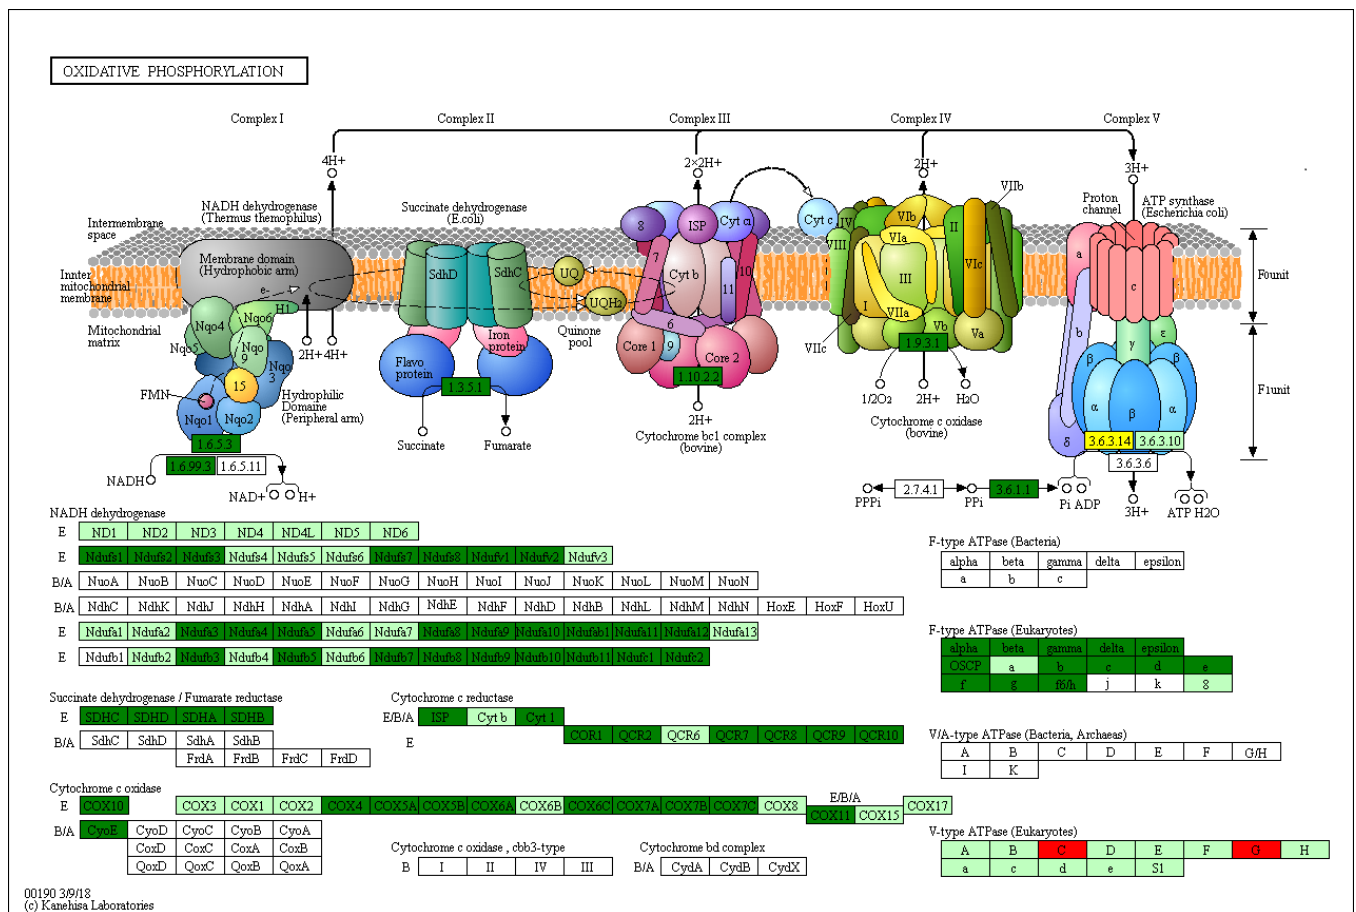 OXIDATIVE PHOSPHORYLATION
Complex I Complex II Complex III Complex IV Complex V
4H+ 2×2H+ 2H+ 3H+
NADH dehydrogenase
(Thermus themophilus)
Succinate dehydrogenase
(E.coli)
VIIb
Proton
channel
ATP synthase
(Escherichia coli)
Intermembrane
space
8 ISP Cyt c1 Cyt c IV VIb II
VIII VIa
Membrane domain
(Hydrophobic arm)
SdhD SdhC UQ 7 Cyt b 10 III VIc a c
Innter
mitochondrial
membrane
F0unit
e- H1 UQH2 11 I VIIa
Mitochondrial
matrix
Nqo4 Nqo6 Quinone
pool
6 Vb Va b γ ε
Nqo5 Nqo
9 Nqo
3 2H+ 4H+ Iron
protein
Core 1 9 Core 2 VIIc 1.9.3.1
Flavo
protein
1.3.5.1 1.10.2.2 β β
FMN 15 Hydrophilic
Domaine
(Peripheral arm)
1/2O2 2H+ H2O α β α F1unit
Nqo1 Nqo2 Succinate Fumarate 2H+
Cytochrome bc1 complex
(bovine)
Cytochrome c oxidase
(bovine)
δ 3.6.3.14 3.6.3.10
1.6.5.3
1.6.99.3 1.6.5.11 3.6.3.6
NADH NAD+ H+ PPPi 2.7.4.1 PPi 3.6.1.1 Pi ADP 3H+ ATP H2O
NADH dehydrogenase
E ND1 ND2 ND3 ND4 ND4L ND5 ND6
E Ndufs1 Ndufs2 Ndufs3 Ndufs4 Ndufs5 Ndufs6 Ndufs7 Ndufs8 Ndufv1 Ndufv2 Ndufv3
B/A NuoA NuoB NuoC NuoD NuoE NuoF NuoG NuoH NuoI NuoJ NuoK NuoL NuoM NuoN
B/A NdhC NdhK NdhJ NdhH NdhA NdhI NdhG NdhE NdhF NdhD NdhB NdhL NdhM NdhN HoxE HoxF HoxU
E Ndufa1 Ndufa2 Ndufa3 Ndufa4 Ndufa5 Ndufa6 Ndufa7 Ndufa8 Ndufa9 Ndufa10 Ndufab1 Ndufa11 Ndufa12 Ndufa13
E Ndufb1 Ndufb2 Ndufb3 Ndufb4 Ndufb5 Ndufb6 Ndufb7 Ndufb8 Ndufb9 Ndufb10 Ndufb11 Ndufc1 Ndufc2
Succinate dehydrogenase / Fumarate reductase
E SDHC SDHD SDHA SDHB
B/A SdhC SdhD SdhA SdhB
FrdA FrdB FrdC FrdD
Cytochrome c reductase
E/B/A ISP Cyt b Cyt 1
E COR1 QCR2 QCR6 QCR7 QCR8 QCR9 QCR10
Cytochrome c oxidase
E COX10 COX3 COX1 COX2 COX4 COX5A COX5B COX6A COX6B COX6C COX7A COX7B COX7C COX8
E/B/A
COX11 COX15 COX17
B/A CyoE CyoD CyoC CyoB CyoA
CoxD CoxC CoxA CoxB
QoxD QoxC QoxB QoxA
Cytochrome c oxidase , cbb3-type
B I II IV III
Cytochrome bd complex
B/A CydA CydB CydX
F-type ATPase (Bacteria)
alpha beta gamma delta epsilon
a b c
F-type ATPase (Eukaryotes)
alpha beta gamma delta epsilon
OSCP a b c d e
f g f6/h j k 8
V/A-type ATPase (Bacteria, Archaeas)
A B C D E F G/H
I K
V-type ATPase (Eukaryotes)
A B C D E F G H
a c d e S1
00190 3/9/18
(c) Kanehisa Laboratories